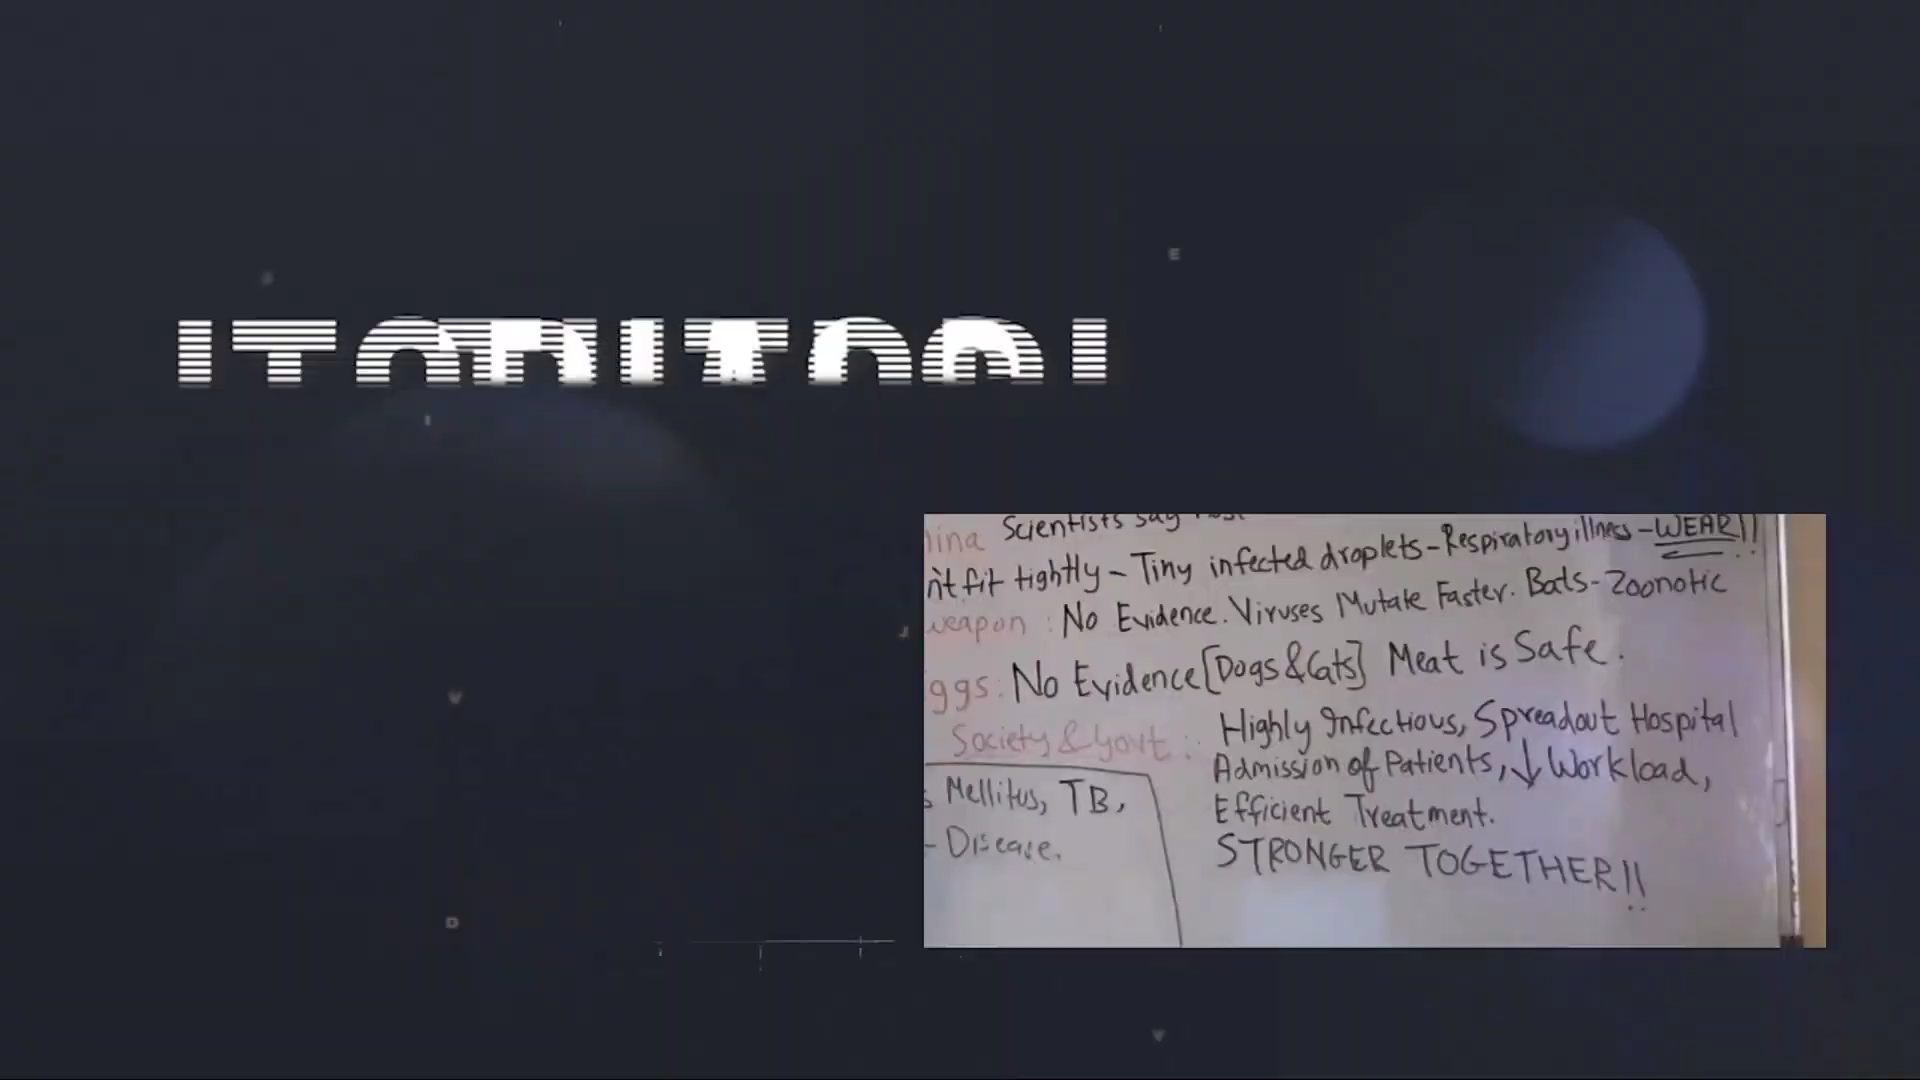 hina Scientists say
n't fit tightly - Tiny infected droplets - Respiratory illness - WEAR!!
weapon : No Evidence. Viruses Mutate Faster. Bats - Zoonotic
ggs: No Evidence [Dogs & Cats] Meat is Safe.
Society & Govt : Highly Infectious, Spreadout Hospital
Admission of Patients, ↓ Workload,
Efficient Treatment.
STRONGER TOGETHER!!
s Mellitus, TB,
- Disease.